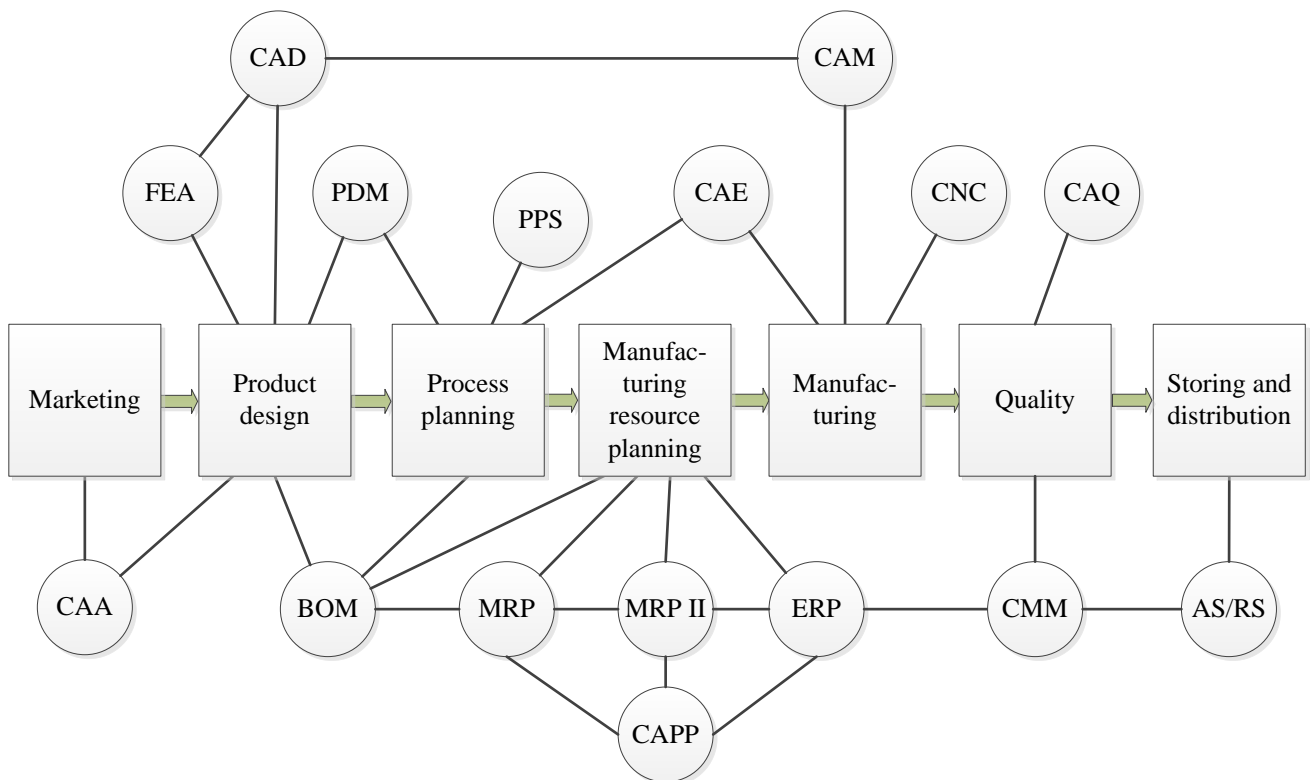 CAD
CAM
FEA
PDM
PPS
CAE
CNC
CAQ
Marketing
Product
design
Process
planning
Manufac-
turing
resource
planning
Manufac-
turing
Quality
Storing and
distribution
CAA
BOM
MRP
MRP II
ERP
CMM
AS/RS
CAPP